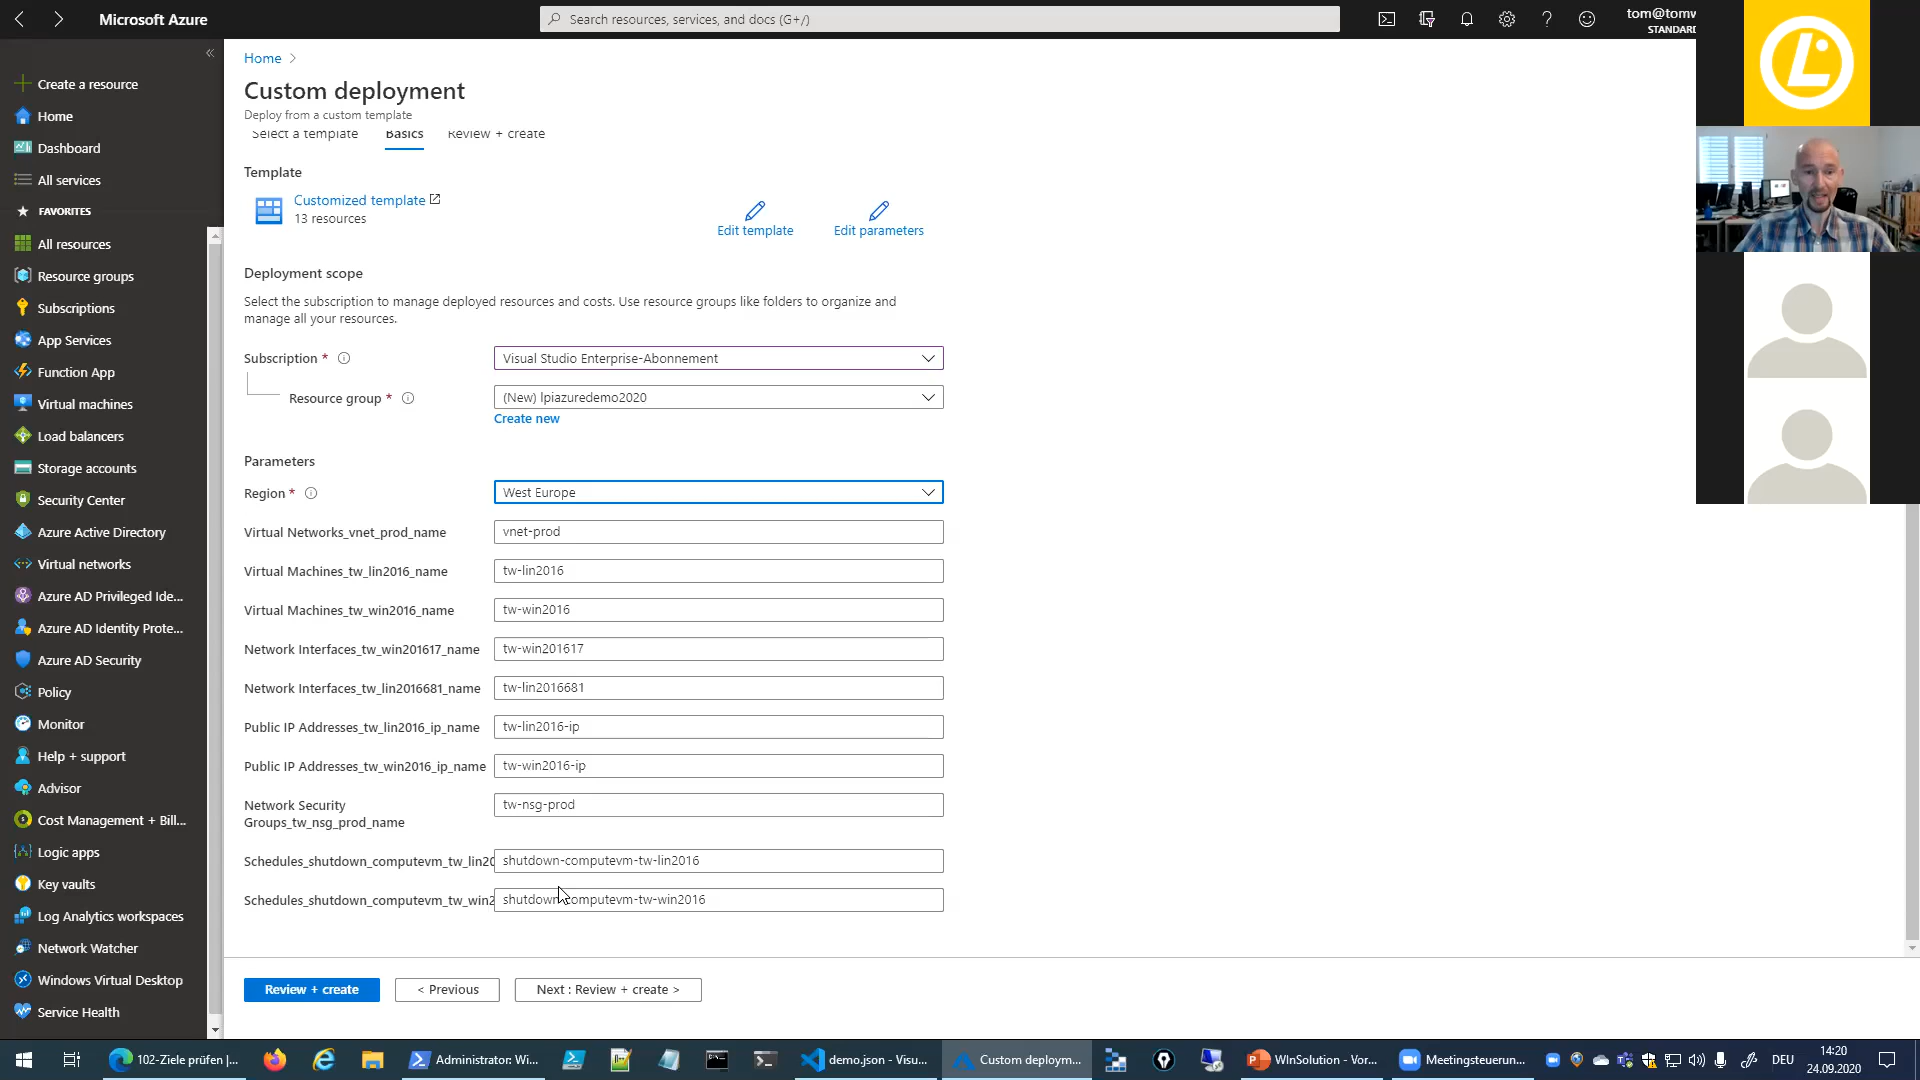 Microsoft Azure
Search resources, services, and docs (G+/)
tom@tomw
STANDARD
Create a resource
Home
Dashboard
All services
FAVORITES
All resources
Resource groups
Subscriptions
App Services
Function App
Virtual machines
Load balancers
Storage accounts
Security Center
Azure Active Directory
Virtual networks
Azure AD Privileged Ide...
Azure AD Identity Prote...
Azure AD Security
Policy
Monitor
Help + support
Advisor
Cost Management + Bill...
Logic apps
Key vaults
Log Analytics workspaces
Network Watcher
Windows Virtual Desktop
Service Health
Home
Custom deployment
Deploy from a custom template
Select a template
Basics
Review + create
Template
Customized template
13 resources
Edit template
Edit parameters
Deployment scope
Select the subscription to manage deployed resources and costs. Use resource groups like folders to organize and
manage all your resources.
Subscription *
Visual Studio Enterprise-Abonnement
Resource group *
(New) lpiazuredemo2020
Create new
Parameters
Region *
West Europe
Virtual Networks_vnet_prod_name
vnet-prod
Virtual Machines_tw_lin2016_name
tw-lin2016
Virtual Machines_tw_win2016_name
tw-win2016
Network Interfaces_tw_win201617_name
tw-win201617
Network Interfaces_tw_lin2016681_name
tw-lin2016681
Public IP Addresses_tw_lin2016_ip_name
tw-lin2016-ip
Public IP Addresses_tw_win2016_ip_name
tw-win2016-ip
Network Security
Groups_tw_nsg_prod_name
tw-nsg-prod
Schedules_shutdown_computevm_tw_lin20
shutdown-computevm-tw-lin2016
Schedules_shutdown_computevm_tw_win2
shutdown-computevm-tw-win2016
Review + create
< Previous
Next : Review + create >
102-Ziele prüfen |...
Administrator: Wi...
demo.json - Visu...
Custom deploym...
WInSolution - Vor...
Meetingsteuerun...
DEU
14:20
24.09.2020